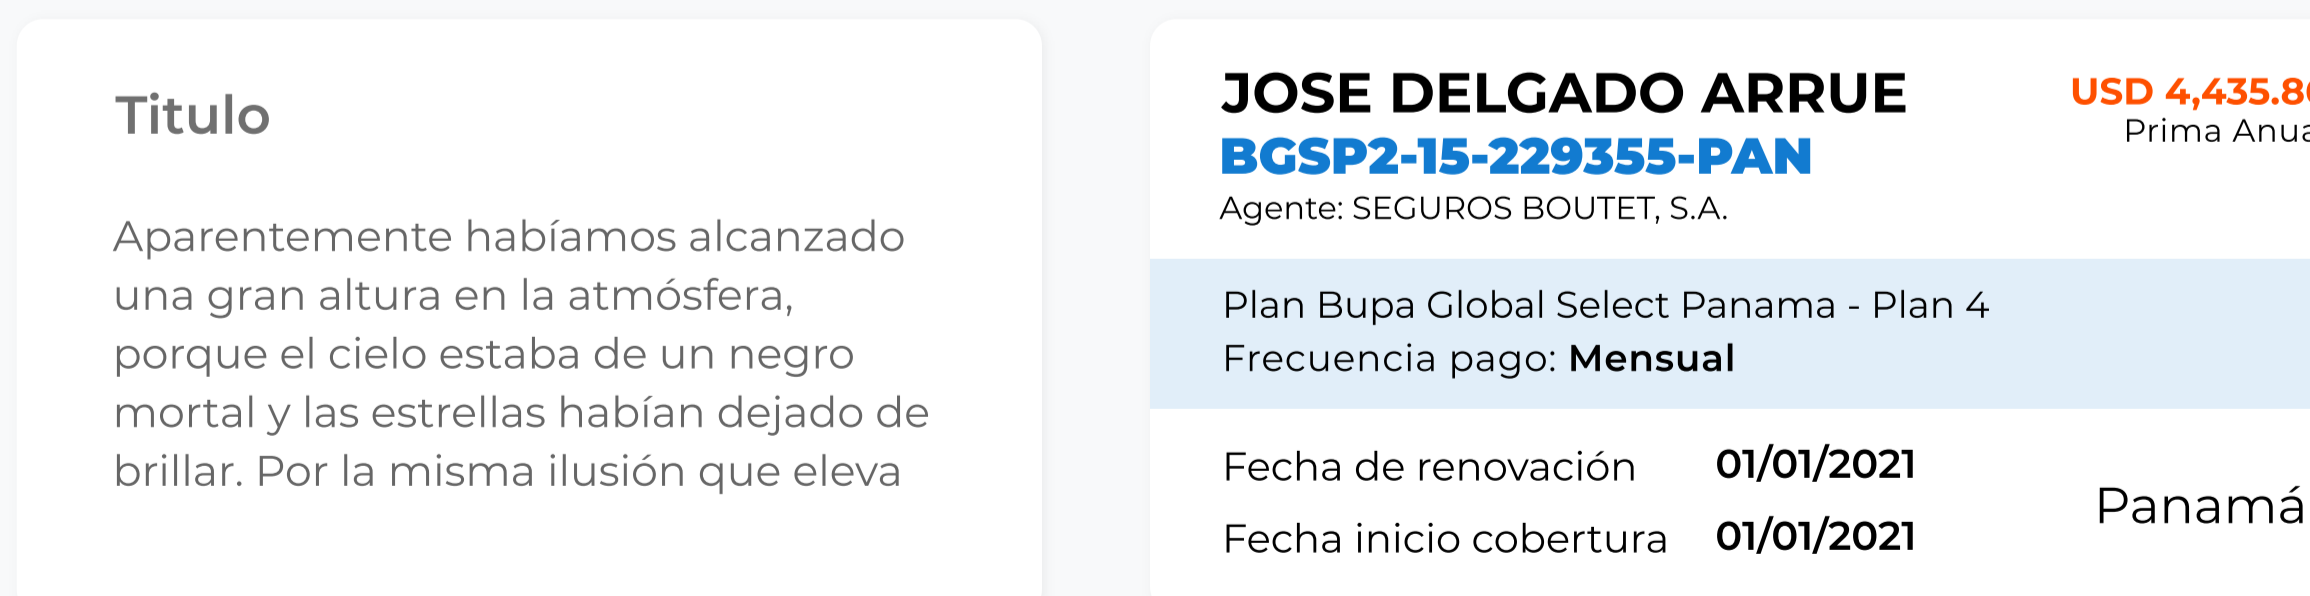 Titulo
Aparentemente habíamos alcanzado
una gran altura en la atmósfera,
porque el cielo estaba de un negro
mortal y las estrellas habían dejado de
brillar. Por la misma ilusión que eleva
JOSE DELGADO ARRUE
BGSP2-15-229355-PAN
Agente: SEGUROS BOUTET, S.A.
USD
Prima
Plan Bupa Global Select Panama - Plan 4
Frecuencia pago: Mensual
Fecha de renovación 01/01/2021
Fecha inicio cobertura 01/01/2021
Panamá